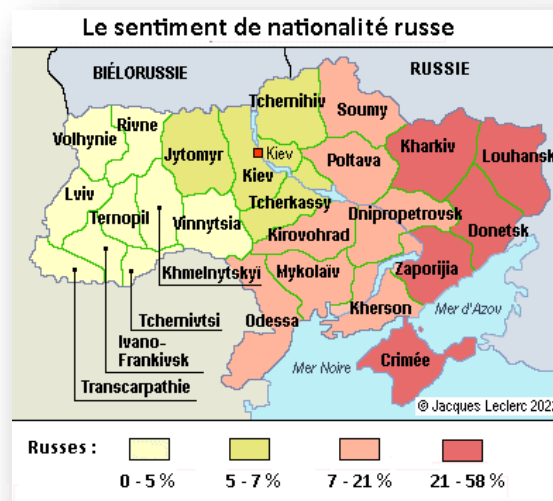 Le sentiment de nationalité russe
BIÉLORUSSIE
RUSSIE
Tchernihiv
Soumy
Volhynie
Rivne
Jytomyr
Kiev
Kiev
Kharkiv
Louhansk
Poltava
Lviv
Ternopil
Vinnytsia
Tcherkassy
Kirovohrad
Dnipropetrovsk
Donetsk
Khmelnytskyï
Mykolaïv
Zaporijia
Tchernivtsi
Odessa
Kherson
Mer d'Azov
Ivano-
Frankivsk
Transcarpathie
Mer Noire
Crimée
© Jacques Leclerc 2022
Russes :
0 - 5 %
5 - 7 %
7 - 21 %
21 - 58 %